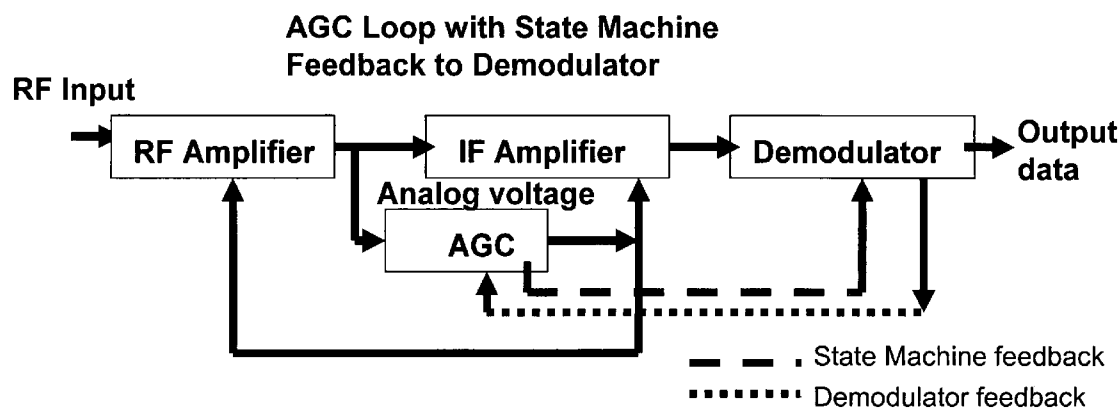 AGC Loop with State Machine
Feedback to Demodulator
RF Input
RF Amplifier
IF Amplifier
Demodulator
Output
data
Analog voltage
AGC
State Machine feedback
Demodulator feedback